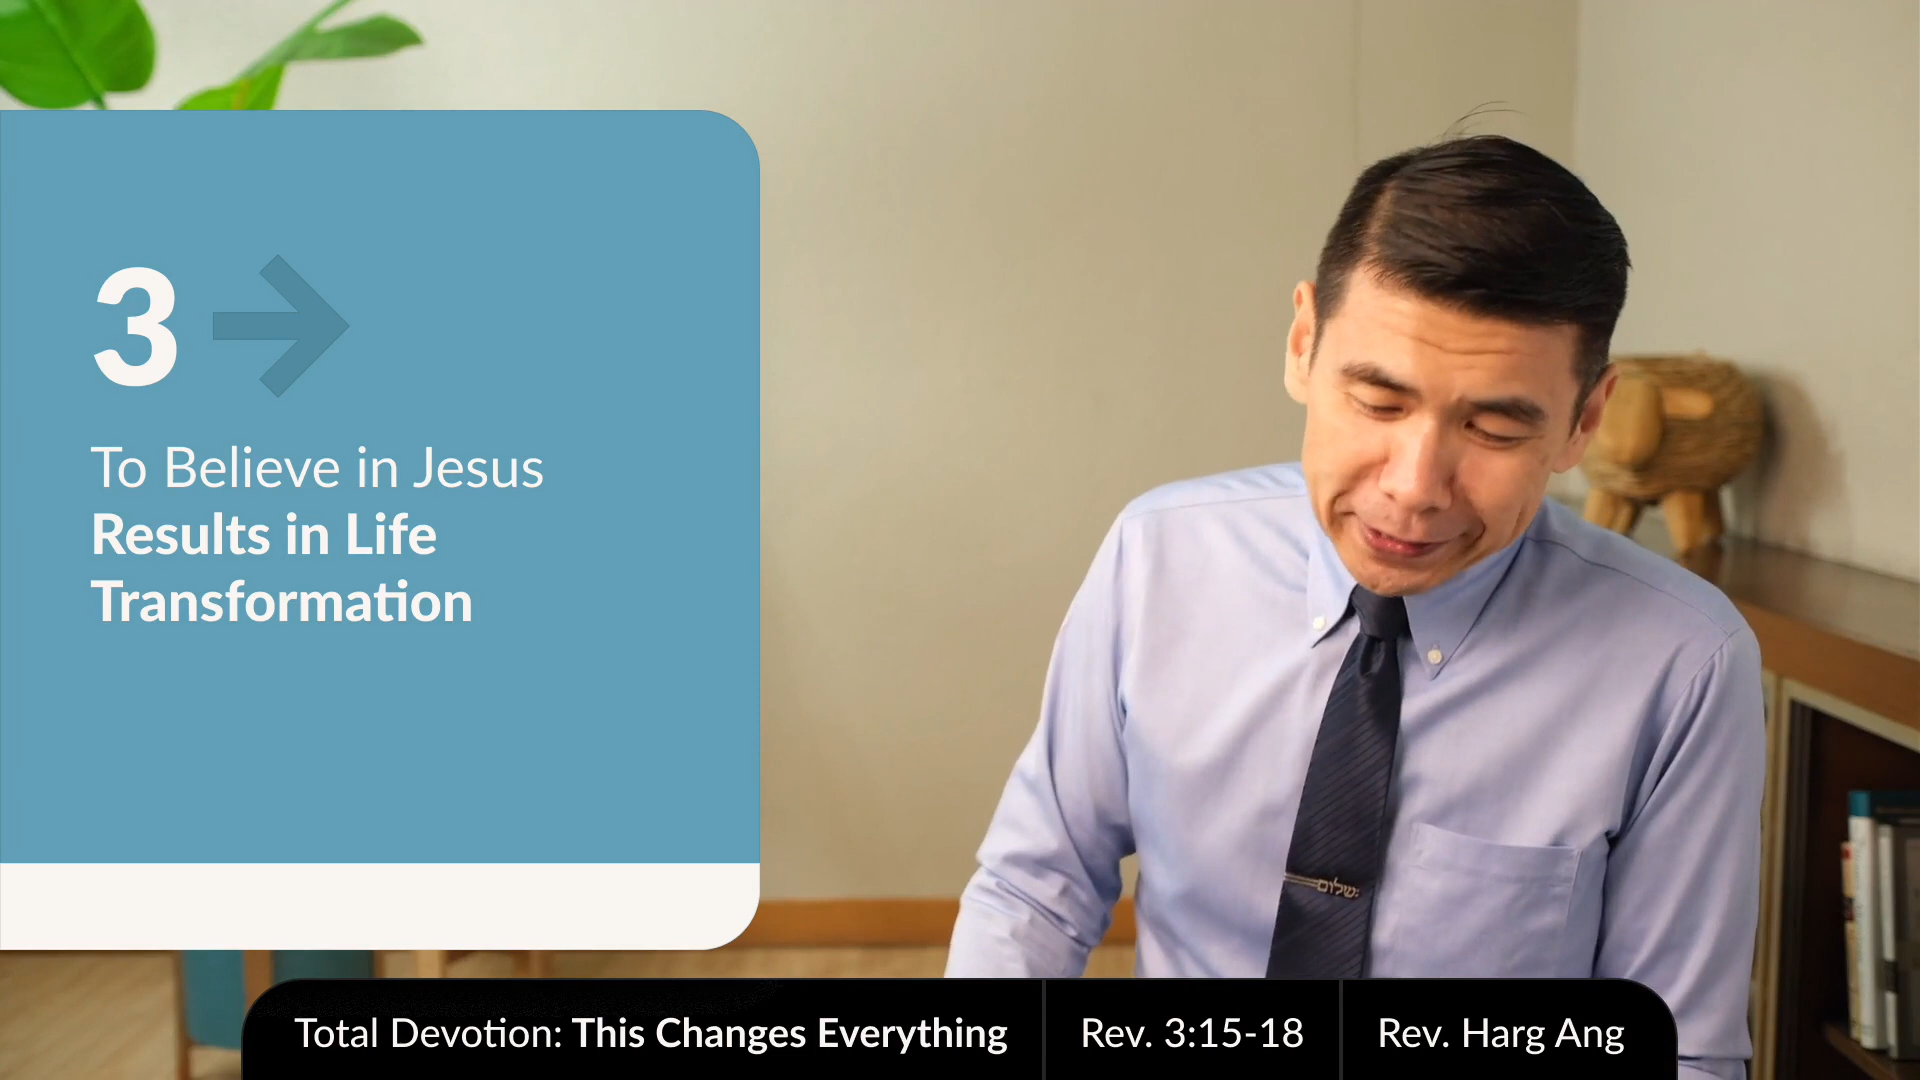 3
To Believe in Jesus
Results in Life
Transformation
שלום
Total Devotion: This Changes Everything
Rev. 3:15-18
Rev. Harg Ang